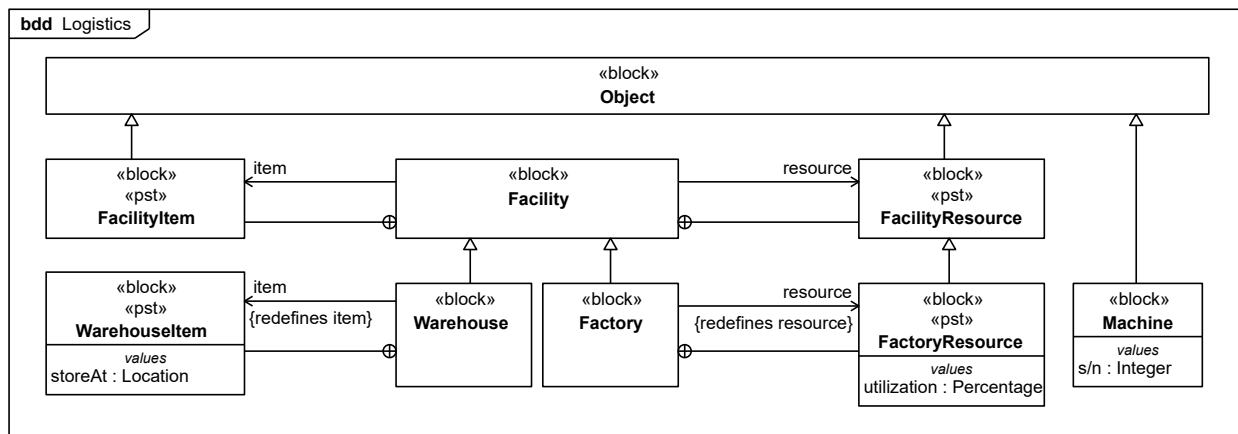 bdd Logistics
«block»
Object
«block»
«pst»
FacilityItem
item
«block»
Facility
resource
«block»
«pst»
FacilityResource
«block»
«pst»
WarehouseItem
values
storeAt : Location
item
{redefines item}
«block»
Warehouse
«block»
Factory
resource
{redefines resource}
«block»
«pst»
FactoryResource
values
utilization : Percentage
«block»
Machine
values
s/n : Integer